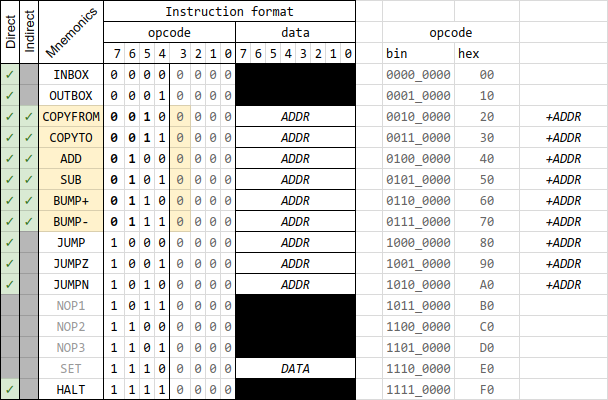 Direct Indirect Mnemonics Instruction format
opcode data opcode
7 6 5 4 3 2 1 0 7 6 5 4 3 2 1 0 bin hex
✓ INBOX 0 0 0 0 0 0 0 0 0000_0000 00
✓ OUTBOX 0 0 0 1 0 0 0 0 0001_0000 10
✓ ✓ COPYFROM 0 0 1 0 0 0 0 0 ADDR 0010_0000 20 +ADDR
✓ ✓ COPYTO 0 0 1 1 0 0 0 0 ADDR 0011_0000 30 +ADDR
✓ ✓ ADD 0 1 0 0 0 0 0 0 ADDR 0100_0000 40 +ADDR
✓ ✓ SUB 0 1 0 1 0 0 0 0 ADDR 0101_0000 50 +ADDR
✓ ✓ BUMP+ 0 1 1 0 0 0 0 0 ADDR 0110_0000 60 +ADDR
✓ ✓ BUMP- 0 1 1 1 0 0 0 0 ADDR 0111_0000 70 +ADDR
✓ JUMP 1 0 0 0 0 0 0 0 ADDR 1000_0000 80 +ADDR
✓ JUMPZ 1 0 0 1 0 0 0 0 ADDR 1001_0000 90 +ADDR
✓ JUMPN 1 0 1 0 0 0 0 0 ADDR 1010_0000 A0 +ADDR
NOP1 1 0 1 1 0 0 0 0 1011_0000 B0
NOP2 1 1 0 0 0 0 0 0 1100_0000 C0
NOP3 1 1 0 1 0 0 0 0 1101_0000 D0
SET 1 1 1 0 0 0 0 0 DATA 1110_0000 E0
✓ HALT 1 1 1 1 0 0 0 0 1111_0000 F0